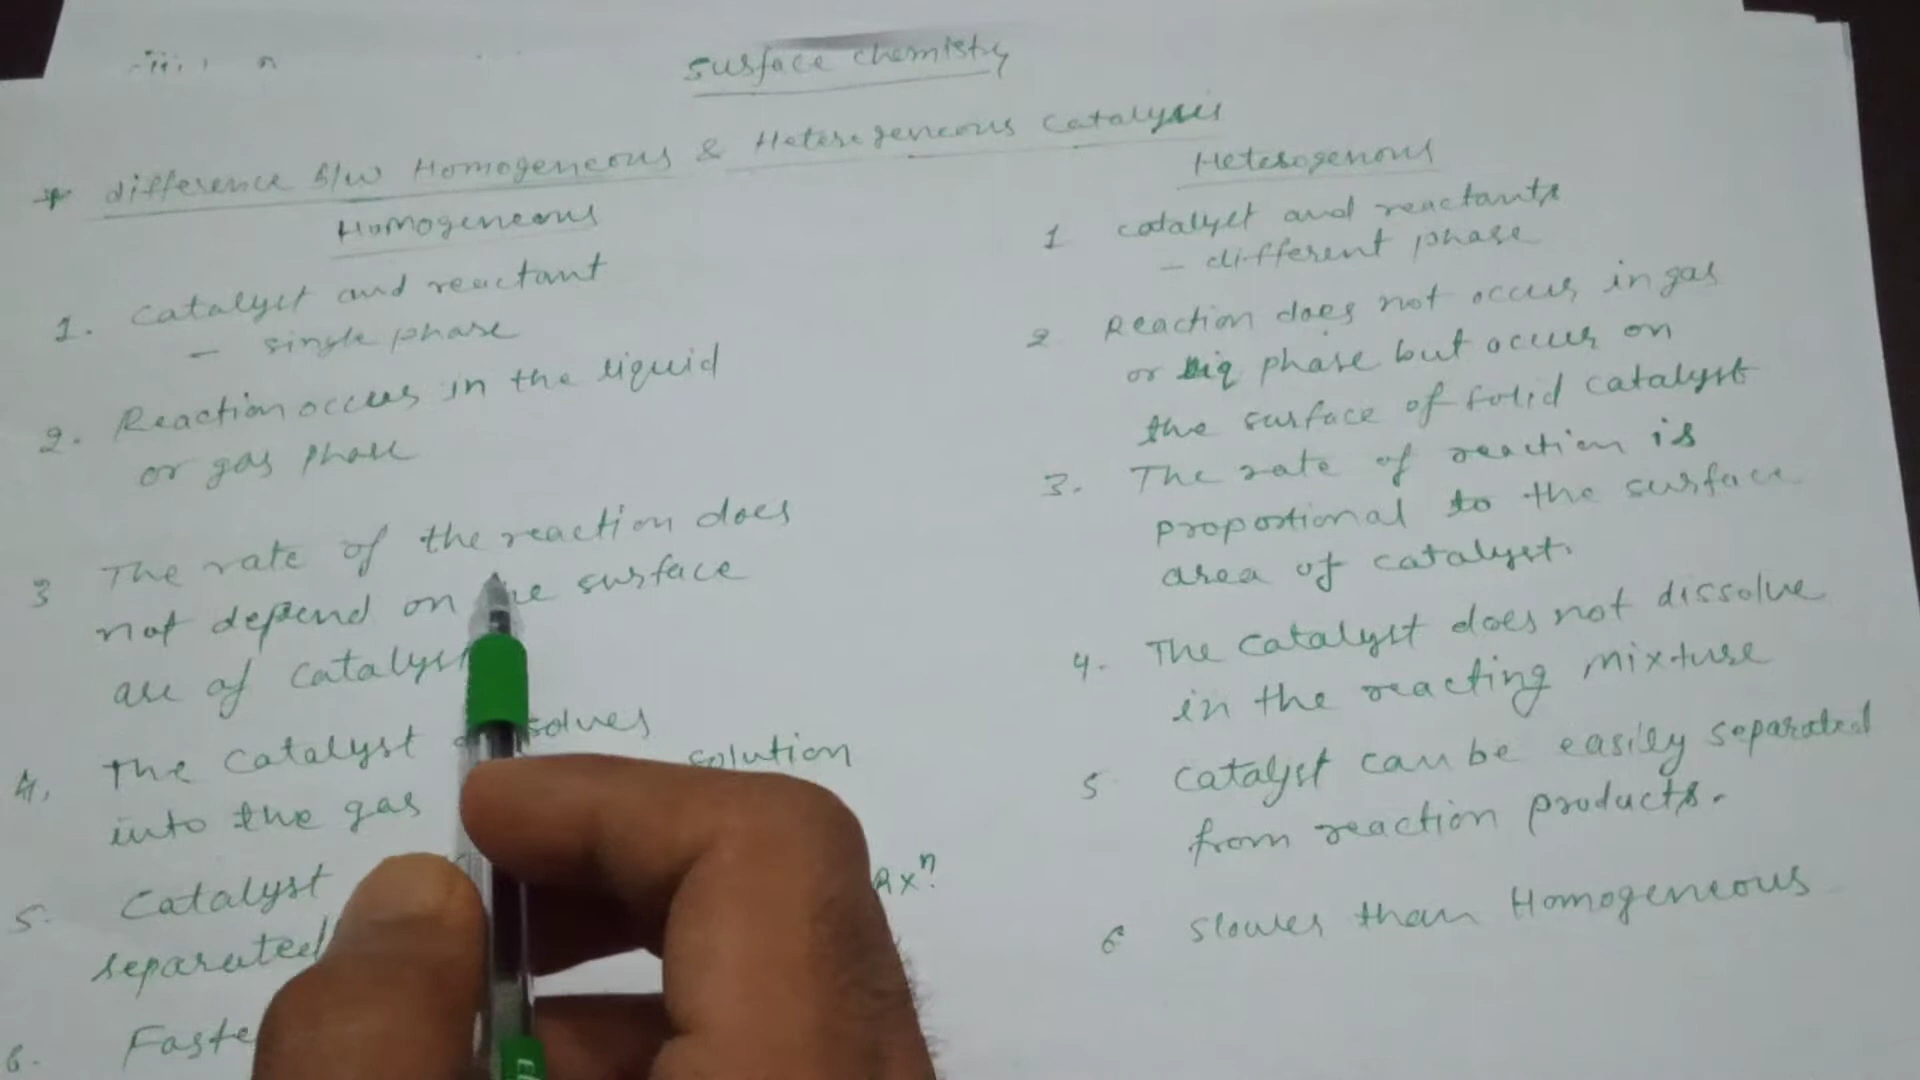 surface chemistry
* difference b/w Homogeneous & Heterogeneous Catalysis
Homogeneous
1. Catalyst and reactant
- single phase
2. Reaction occurs in the liquid
or gas phase
3 The rate of the reaction does
not depend on surface
of catalyst
4. The catalyst solves
into the gas solution
5. Catalyst Rxⁿ.
separated
6. Faste
Heterogenous
1 catalyst and reactants
- different phase
2 Reaction does not occur in gas
or liq phase but occur on
the surface of solid catalyst
3. The rate of reaction is
proportional to the surface
area of catalyst.
4. The catalyst does not dissolve
in the reacting mixture
5 catalyst can be easily separated
from reaction products.
6 slower than Homogeneous